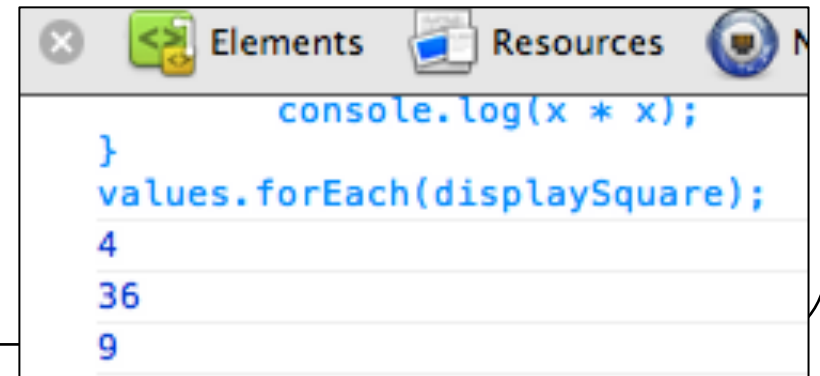 Elements Resources N
console.log(x * x);
}
values.forEach(displaySquare);
4
36
9